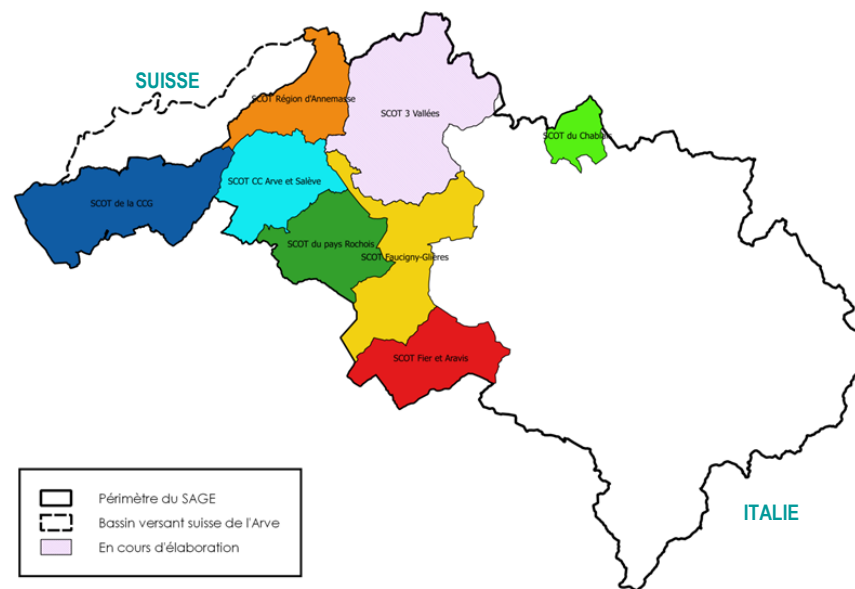 SUISSE
SCOT Région d'Annemasse
SCOT 3 Vallées
SCOT du Chablais
SCOT CC Arve et Salève
SCOT de la CCG
SCOT du pays Rochois
SCOT Faucigny-Glières
SCOT Fier et Aravis
Périmètre du SAGE
Bassin versant suisse de l'Arve
En cours d'élaboration
ITALIE